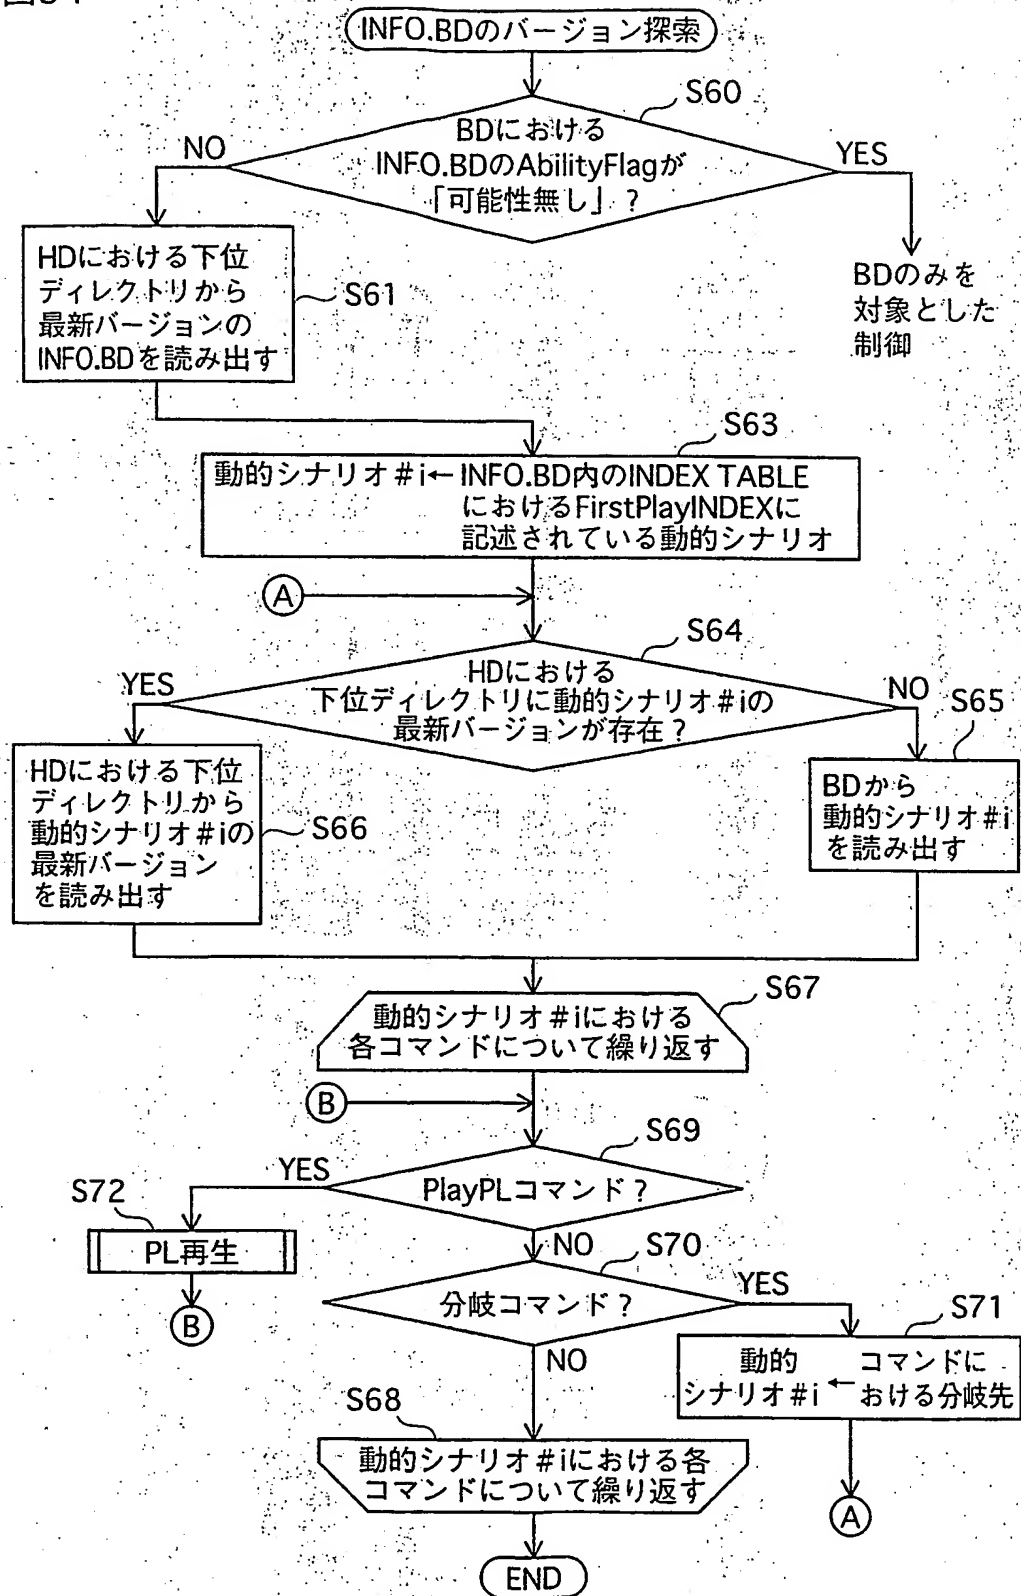 INFO.BDのバージョン探索
S60
BDにおける
INFO.BDのAbilityFlagが
「可能性無し」?
NO
YES
HDにおける下位
ディレクトリから
最新バージョンの
INFO.BDを読み出す
S61
BDのみを
対象とした
制御
S63
動的シナリオ#i← INFO.BD内のINDEX TABLE
におけるFirstPlayINDEXに
記述されている動的シナリオ
A
S64
HDにおける
下位ディレクトリに動的シナリオ#iの
最新バージョンが存在?
YES
NO
S65
HDにおける下位
ディレクトリから
動的シナリオ#iの
最新バージョン
を読み出す
S66
BDから
動的シナリオ#i
を読み出す
S67
動的シナリオ#iにおける
各コマンドについて繰り返す
B
S69
PlayPLコマンド?
YES
S72
PL再生
B
NO
S70
分岐コマンド?
YES
S71
動的
シナリオ#i
←
コマンドに
おける分岐先
NO
S68
動的シナリオ#iにおける各
コマンドについて繰り返す
A
END